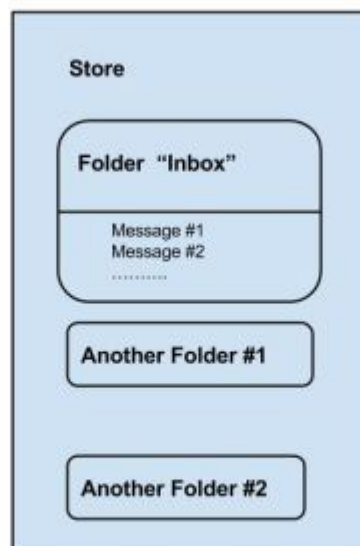 Store
Folder “Inbox”
Message #1
Message #2
..........
Another Folder #1
Another Folder #2